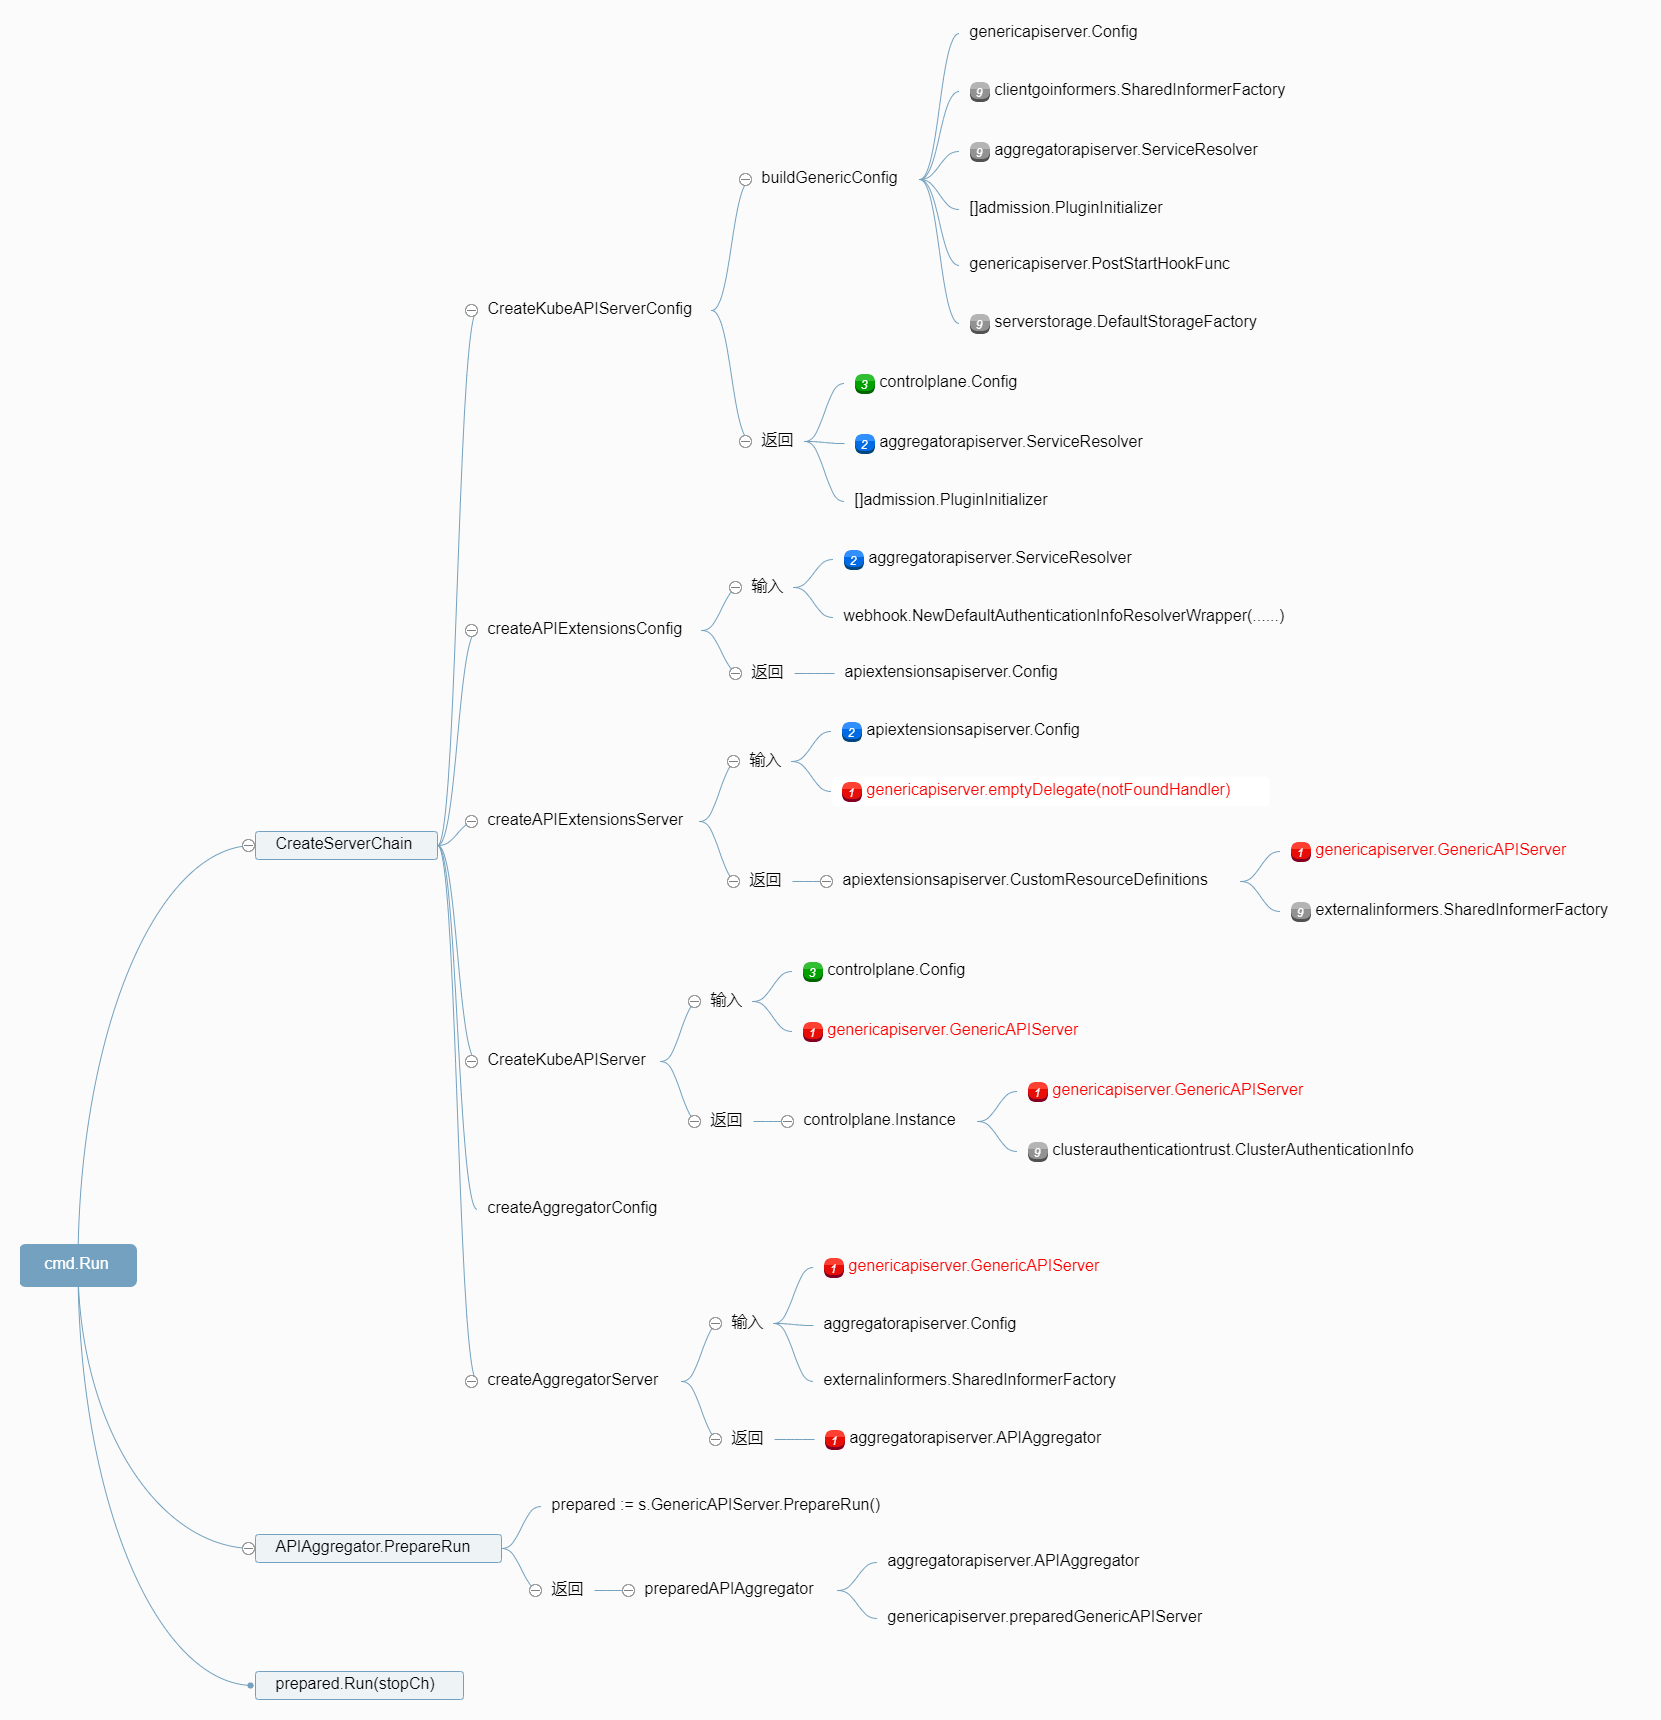 genericapiserver.Config
9 clientgoinformers.SharedInformerFactory
9 aggregatorapiserver.ServiceResolver
buildGenericConfig
[]admission.PluginInitializer
genericapiserver.PostStartHookFunc
CreateKubeAPIServerConfig
9 serverstorage.DefaultStorageFactory
3 controlplane.Config
返回
2 aggregatorapiserver.ServiceResolver
[]admission.PluginInitializer
2 aggregatorapiserver.ServiceResolver
输入
webhook.NewDefaultAuthenticationInfoResolverWrapper(......)
createAPIExtensionsConfig
返回
apiextensionsapiserver.Config
2 apiextensionsapiserver.Config
输入
1 genericapiserver.emptyDelegate(notFoundHandler)
createAPIExtensionsServer
CreateServerChain
1 genericapiserver.GenericAPIServer
返回
apiextensionsapiserver.CustomResourceDefinitions
9 externalinformers.SharedInformerFactory
3 controlplane.Config
输入
1 genericapiserver.GenericAPIServer
CreateKubeAPIServer
1 genericapiserver.GenericAPIServer
返回
controlplane.Instance
9 clusterauthenticationtrust.ClusterAuthenticationInfo
createAggregatorConfig
cmd.Run
1 genericapiserver.GenericAPIServer
输入
aggregatorapiserver.Config
createAggregatorServer
externalinformers.SharedInformerFactory
返回
1 aggregatorapiserver.APIAggregator
prepared := s.GenericAPIServer.PrepareRun()
APIAggregator.PrepareRun
aggregatorapiserver.APIAggregator
返回
preparedAPIAggregator
genericapiserver.preparedGenericAPIServer
prepared.Run(stopCh)